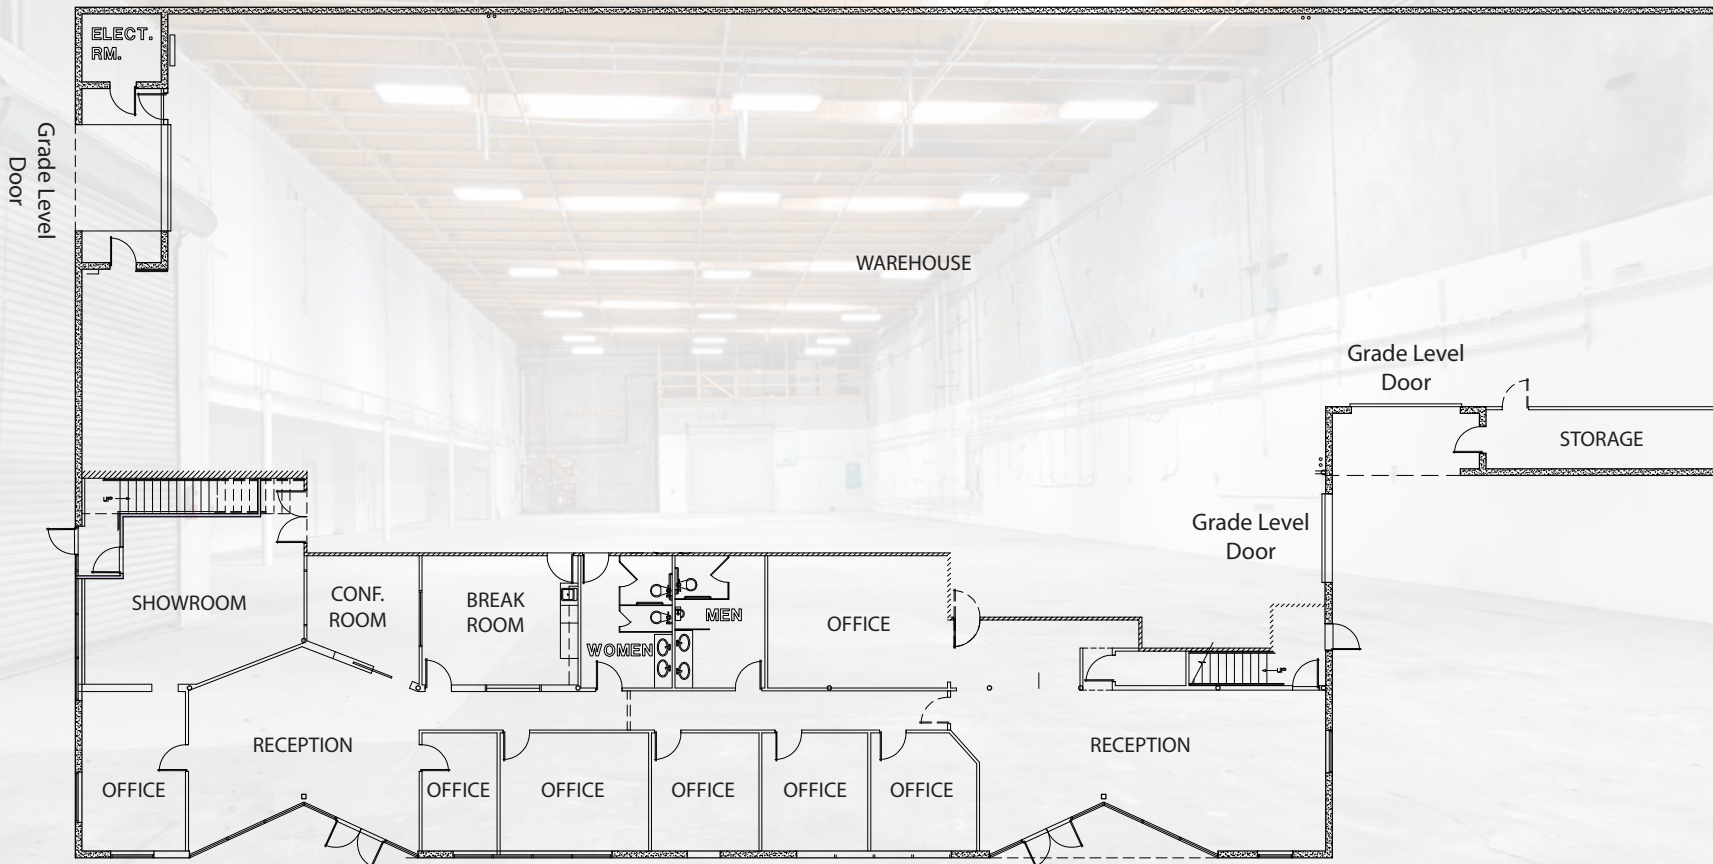 ELECT.
RM.
Grade Level
Door
WAREHOUSE
Grade Level
Door
STORAGE
Grade Level
Door
UP
SHOWROOM
CONF.
ROOM
BREAK
ROOM
WOMEN
MEN
OFFICE
UP
RECEPTION
RECEPTION
OFFICE
OFFICE
OFFICE
OFFICE
OFFICE
OFFICE